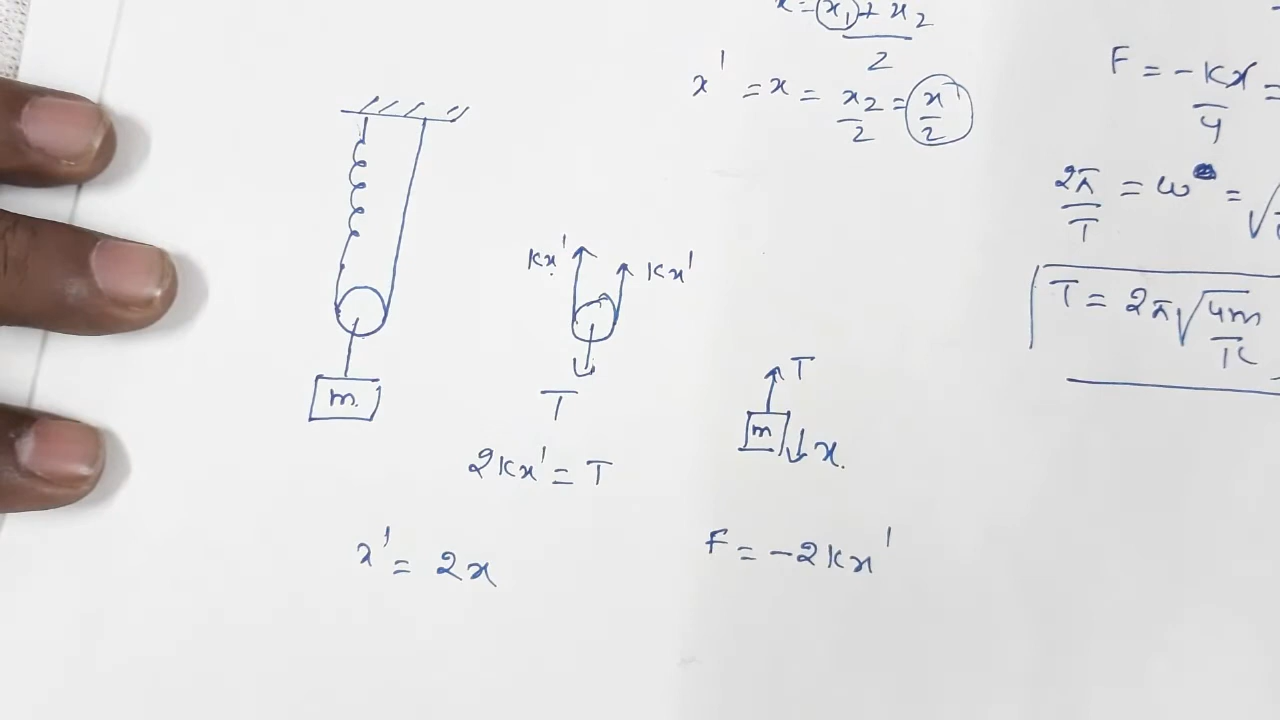 x = x₁ + x₂ / 2
x' = x = x₂/2 = x'/2
F = -Kx/4 =
2π/T = ω = √
T = 2π√(4m/K)
Kx'
Kx'
T
2Kx' = T
m
T
m
x.
x' = 2x
F = -2Kx'